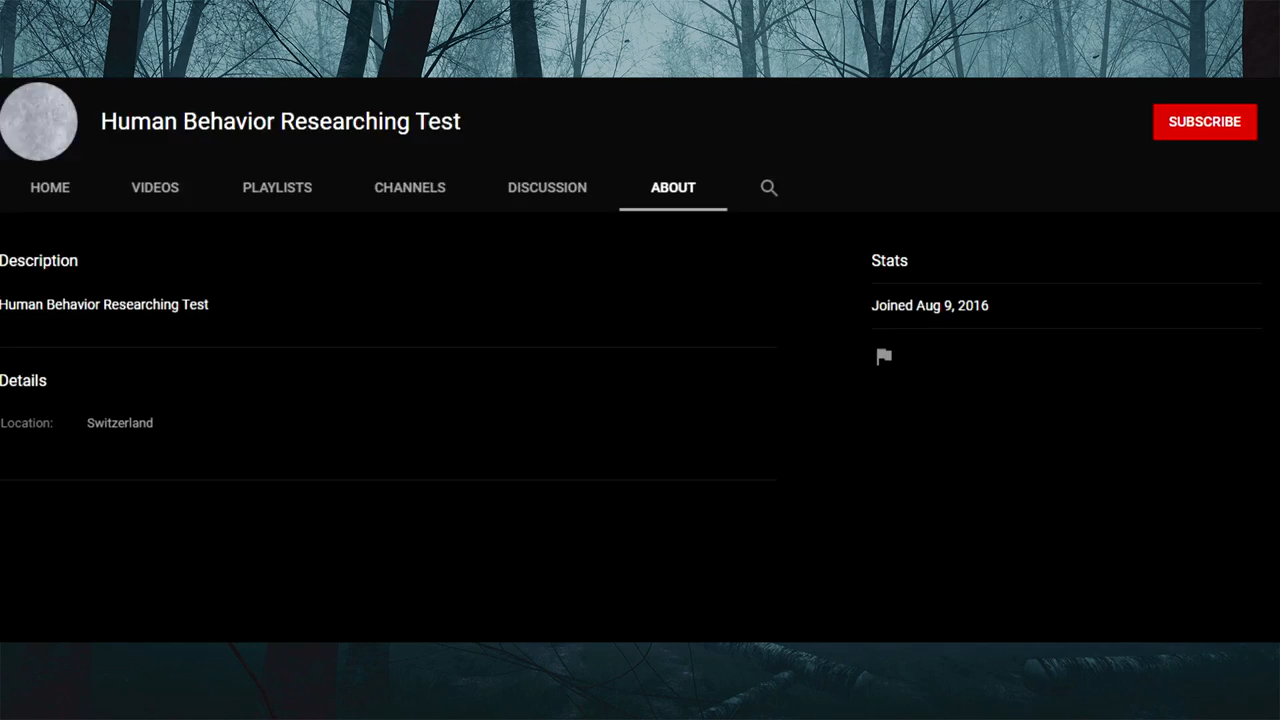 Human Behavior Researching Test
SUBSCRIBE
HOME VIDEOS PLAYLISTS CHANNELS DISCUSSION ABOUT
Description
Human Behavior Researching Test
Details
Location: Switzerland
Stats
Joined Aug 9, 2016